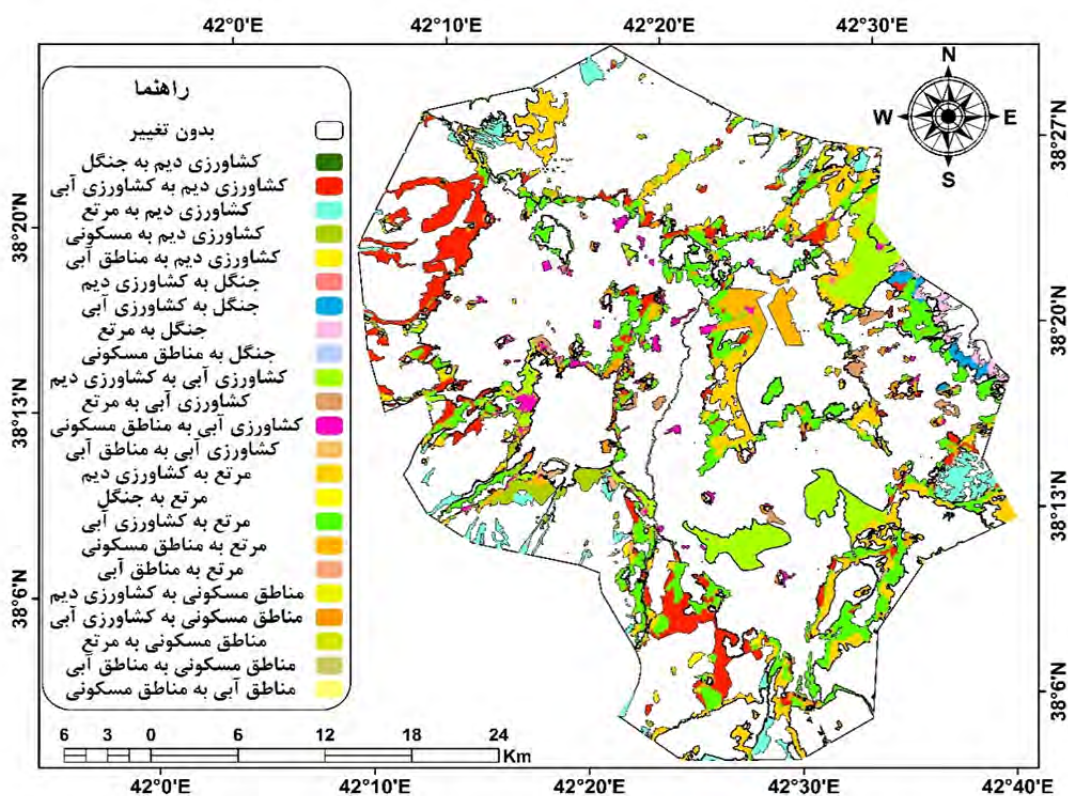 42°0'E 42°10'E 42°20'E 42°30'E
N
W E
S
راهنما
بدون تغییر
کشاورزی دیم به جنگل
کشاورزی دیم به کشاورزی آبی
کشاورزی دیم به مرتع
کشاورزی دیم به مسکونی
کشاورزی دیم به مناطق آبی
جنگل به کشاورزی دیم
جنگل به کشاورزی آبی
جنگل به مرتع
جنگل به مناطق مسکونی
کشاورزی آبی به کشاورزی دیم
کشاورزی آبی به مرتع
کشاورزی آبی به مناطق مسکونی
کشاورزی آبی به مناطق آبی
مرتع به کشاورزی دیم
مرتع به جنگل
مرتع به کشاورزی آبی
مرتع به مناطق مسکونی
مرتع به مناطق آبی
مناطق مسکونی به کشاورزی دیم
مناطق مسکونی به کشاورزی آبی
مناطق مسکونی به مرتع
مناطق مسکونی به مناطق آبی
مناطق آبی به مناطق مسکونی
38°20'N
38°13'N
38°6'N
38°27'N
38°20'N
38°13'N
38°6'N
6 3 0 6 12 18 24
Km
42°0'E 42°10'E 42°20'E 42°30'E 42°40'E